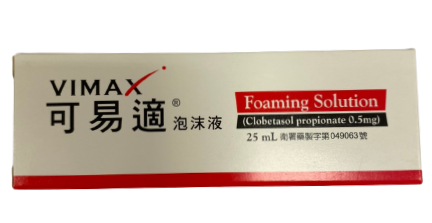 VIMAX
可易適® 泡沫液
Foaming Solution
(Clobetasol propionate 0.5mg)
25 mL 衛署藥製字第049063號